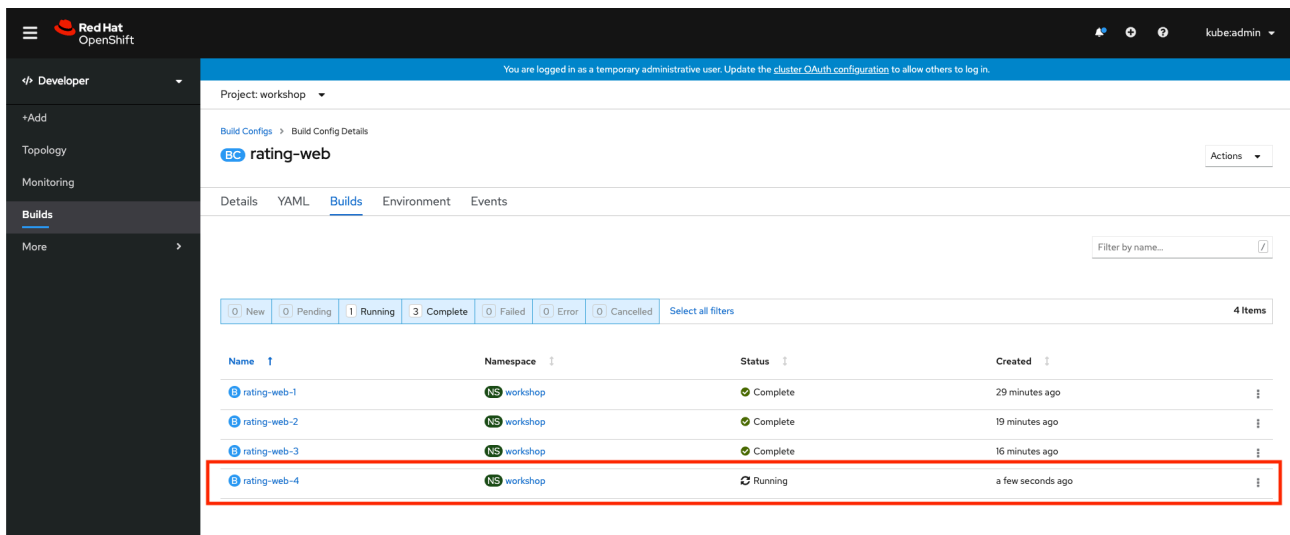 Red Hat
OpenShift
kube:admin
Developer
You are logged in as a temporary administrative user. Update the cluster OAuth configuration to allow others to log in.
Project: workshop
+Add
Topology
Monitoring
Builds
More
Build Configs > Build Config Details
BC rating-web
Actions
Details YAML Builds Environment Events
Filter by name... /
0 New 0 Pending 1 Running 3 Complete 0 Failed 0 Error 0 Cancelled Select all filters 4 Items
Name Namespace Status Created
B rating-web-1 NS workshop Complete 29 minutes ago
B rating-web-2 NS workshop Complete 19 minutes ago
B rating-web-3 NS workshop Complete 16 minutes ago
B rating-web-4 NS workshop Running a few seconds ago